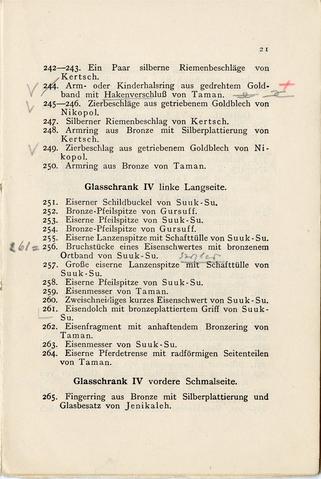 21
242—243. Ein Paar silberne Riemenbeschläge von
Kertsch.
244. Arm- oder Kinderhalsring aus gedrehtem Gold-
band mit Hakenverschluß von Taman.
245—246. Zierbeschläge aus getriebenem Goldblech von
Nikopol.
247. Silberner Riemenbeschlag von Kertsch.
248. Armring aus Bronze mit Silberplattierung von
Kertsch.
249. Zierbeschlag aus getriebenem Goldblech von Ni-
kopol.
250. Armring aus Bronze von Taman.
Glasschrank IV linke Langseite.
251. Eiserner Schildbuckel von Suuk-Su.
252. Bronze-Pfeilspitze von Gursuff.
253. Eiserne Pfeilspitze von Suuk-Su.
254. Bronze-Pfeilspitze von Gursuff.
255. Eiserne Lanzenspitze mit Schafttülle von Suuk-Su.
261= 256. Bruchstücke eines Eisenschwertes mit bronzenem
Ortband von Suuk-Su.
257. Große eiserne Lanzenspitze mit Schafttülle von
Suuk-Su.
258. Eiserne Pfeilspitze von Suuk-Su.
259. Eisenmesser von Taman.
260. Zweischneidiges kurzes Eisenschwert von Suuk-Su.
261. Eisendolch mit bronzeplattiertem Griff von Suuk-
Su.
262. Eisenfragment mit anhaftendem Bronzering von
Taman.
263. Eisenmesser von Suuk-Su.
264. Eiserne Pferdetrense mit radförmigen Seitenteilen
von Taman.
Glasschrank IV vordere Schmalseite.
265. Fingerring aus Bronze mit Silberplattierung und
Glasbesatz von Jenikaleh.